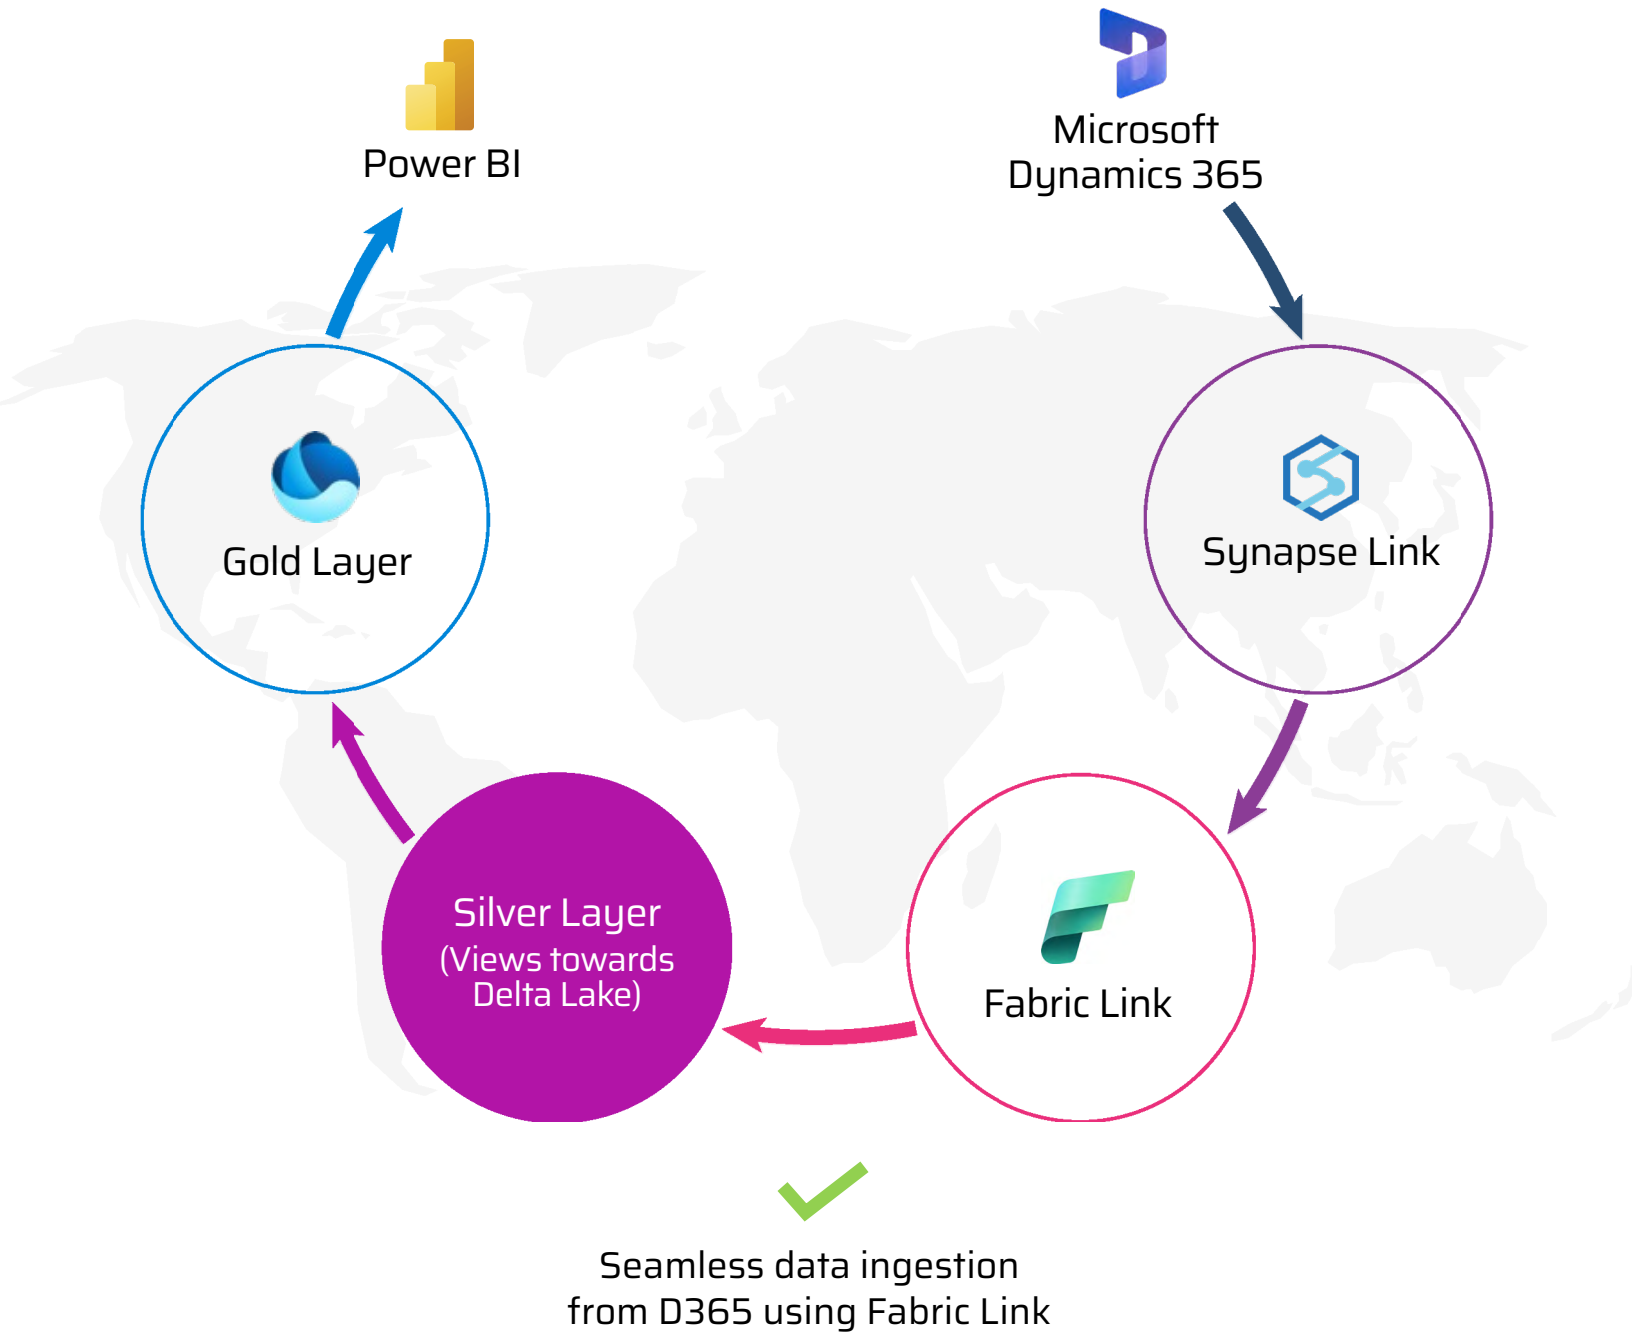 Power BI
Microsoft
Dynamics 365
Gold Layer
Synapse Link
Silver Layer
(Views towards
Delta Lake)
Fabric Link
Seamless data ingestion
from D365 using Fabric Link